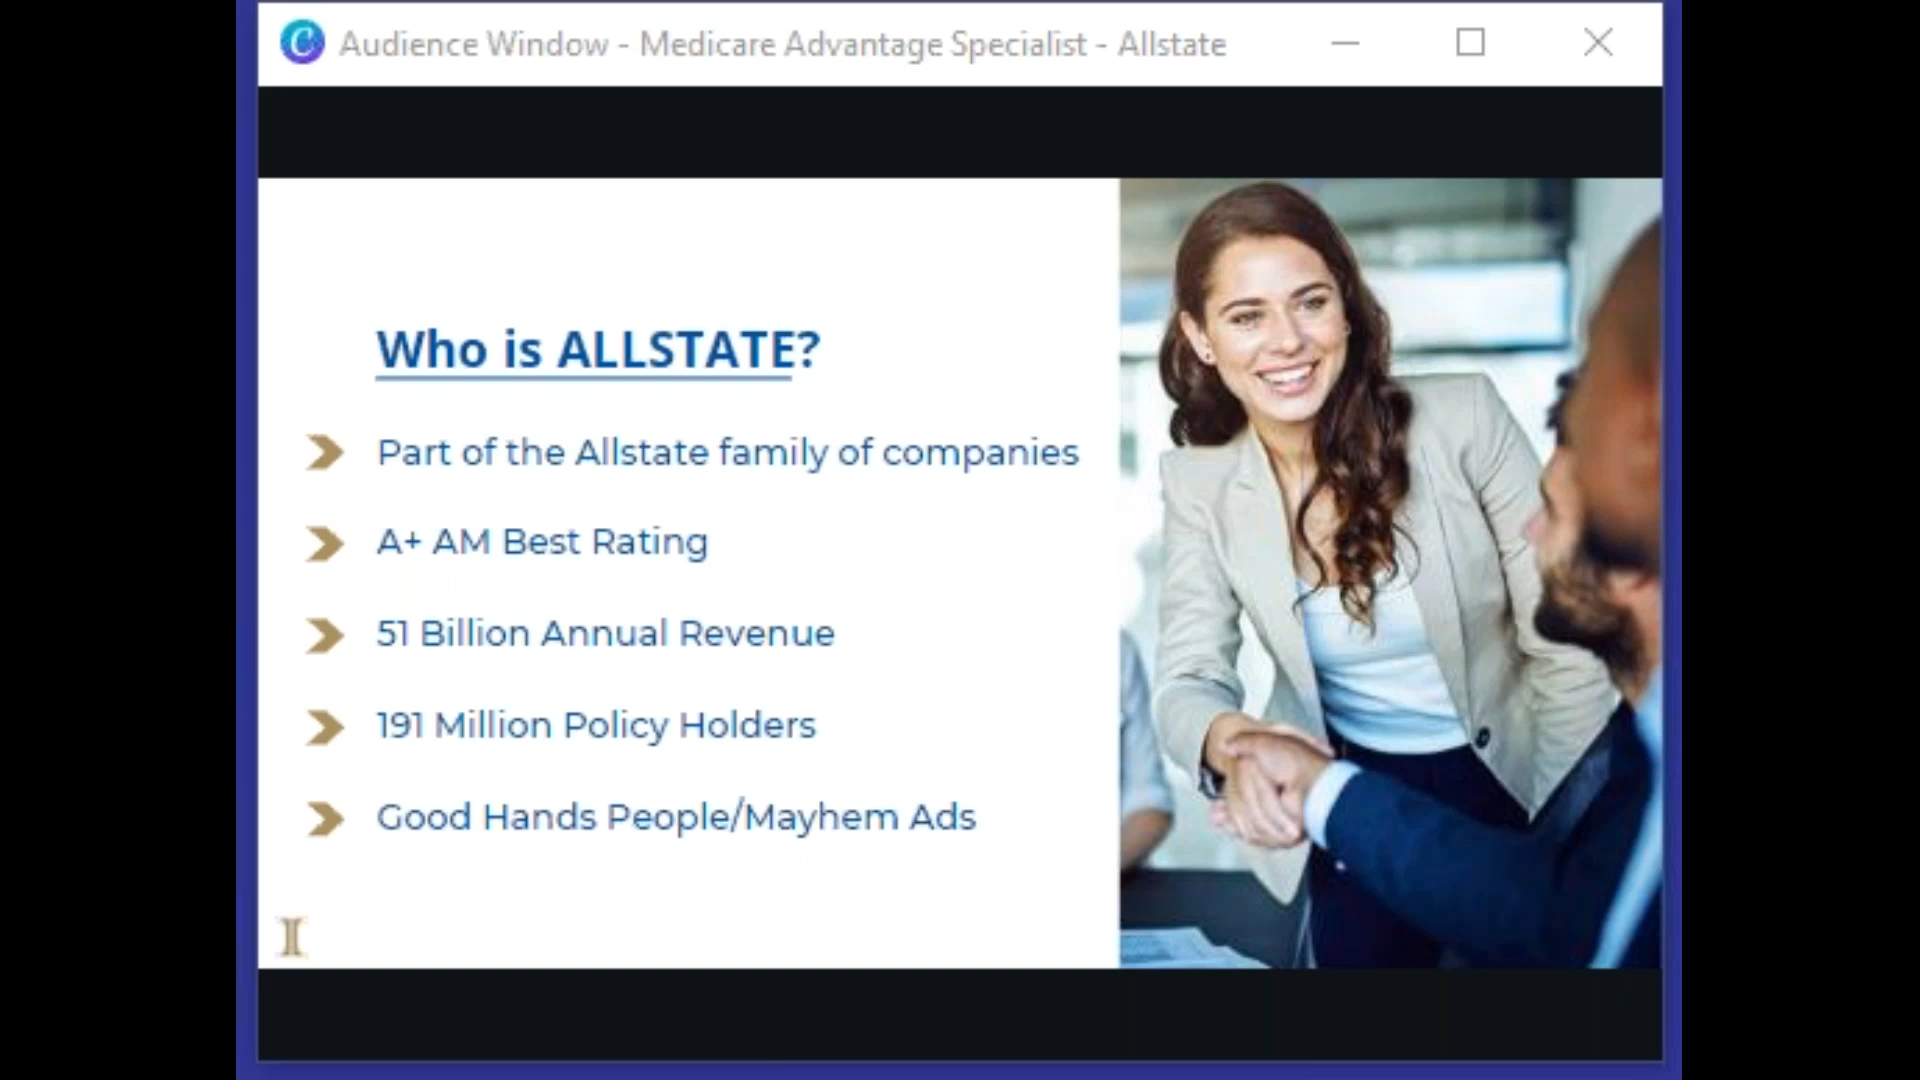 Audience Window - Medicare Advantage Specialist - Allstate
Who is ALLSTATE?
Part of the Allstate family of companies
A+ AM Best Rating
51 Billion Annual Revenue
191 Million Policy Holders
Good Hands People/Mayhem Ads